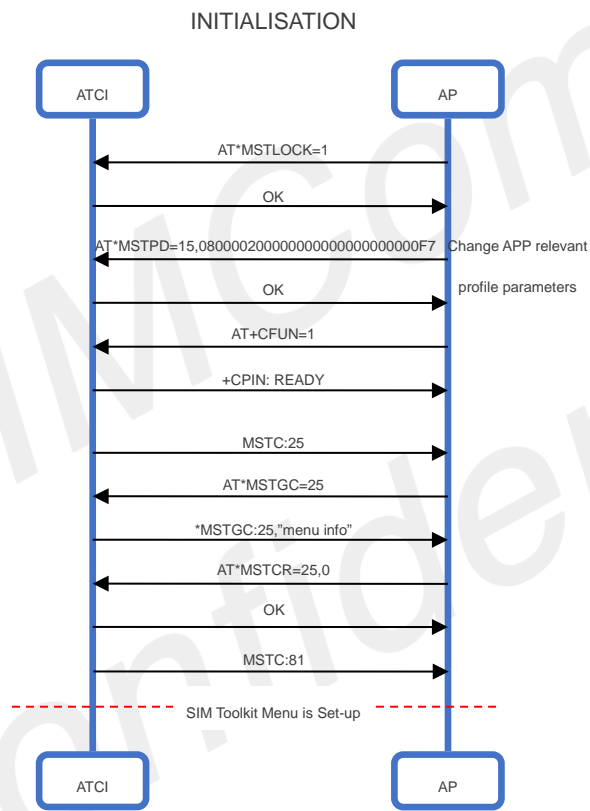 INITIALISATION
ATCI
AP
AT*MSTLOCK=1
OK
AT*MSTPD=15,0800002000000000000000000000F7 Change APP relevant
OK
profile parameters
AT+CFUN=1
+CPIN: READY
MSTC:25
AT*MSTGC=25
*MSTGC:25,”menu info”
AT*MSTCR=25,0
OK
MSTC:81
SIM Toolkit Menu is Set-up
ATCI
AP